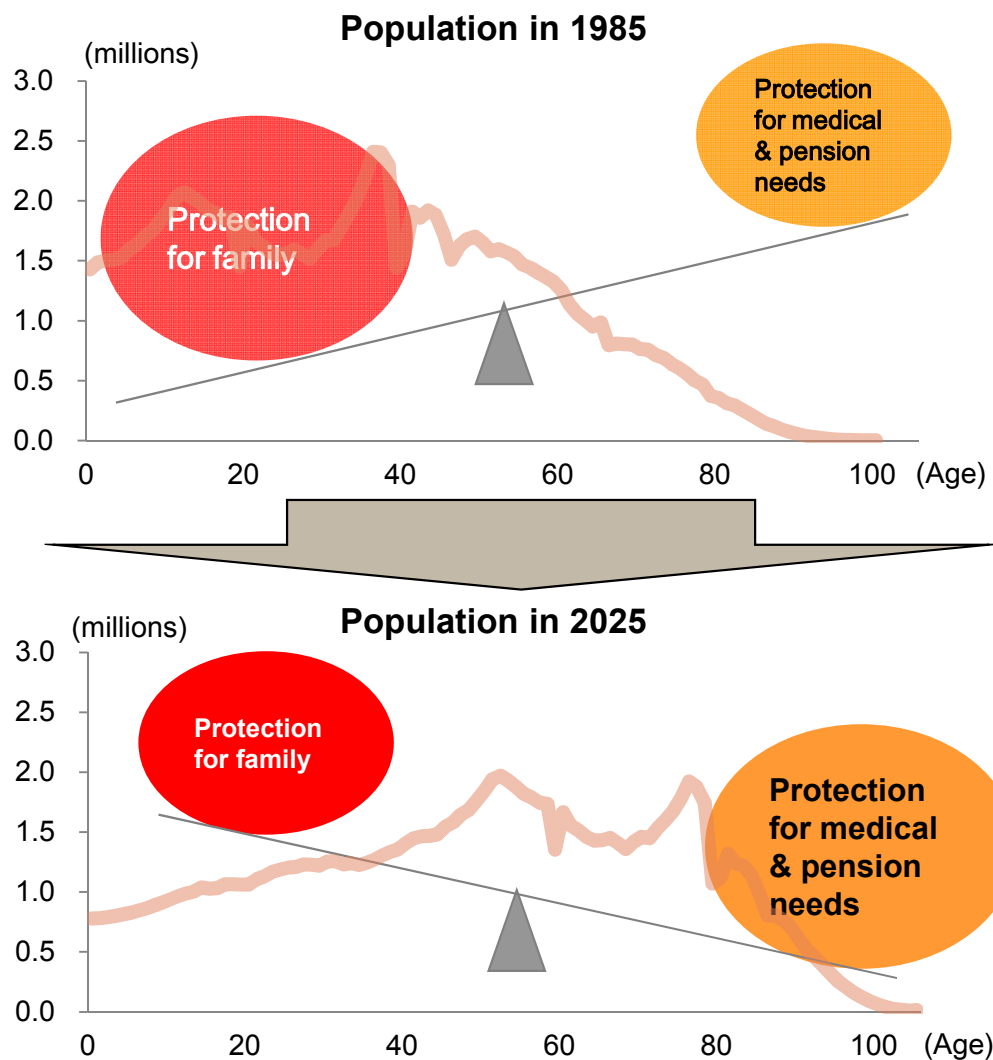 Population in 1985
(millions)
3.0
2.5
2.0
1.5
1.0
0.5
0.0
Protection
for family
Protection
for medical
& pension
needs
0 20 40 60 80 100 (Age)
Population in 2025
(millions)
3.0
2.5
2.0
1.5
1.0
0.5
0.0
Protection
for family
Protection
for medical
& pension
needs
0 20 40 60 80 100 (Age)